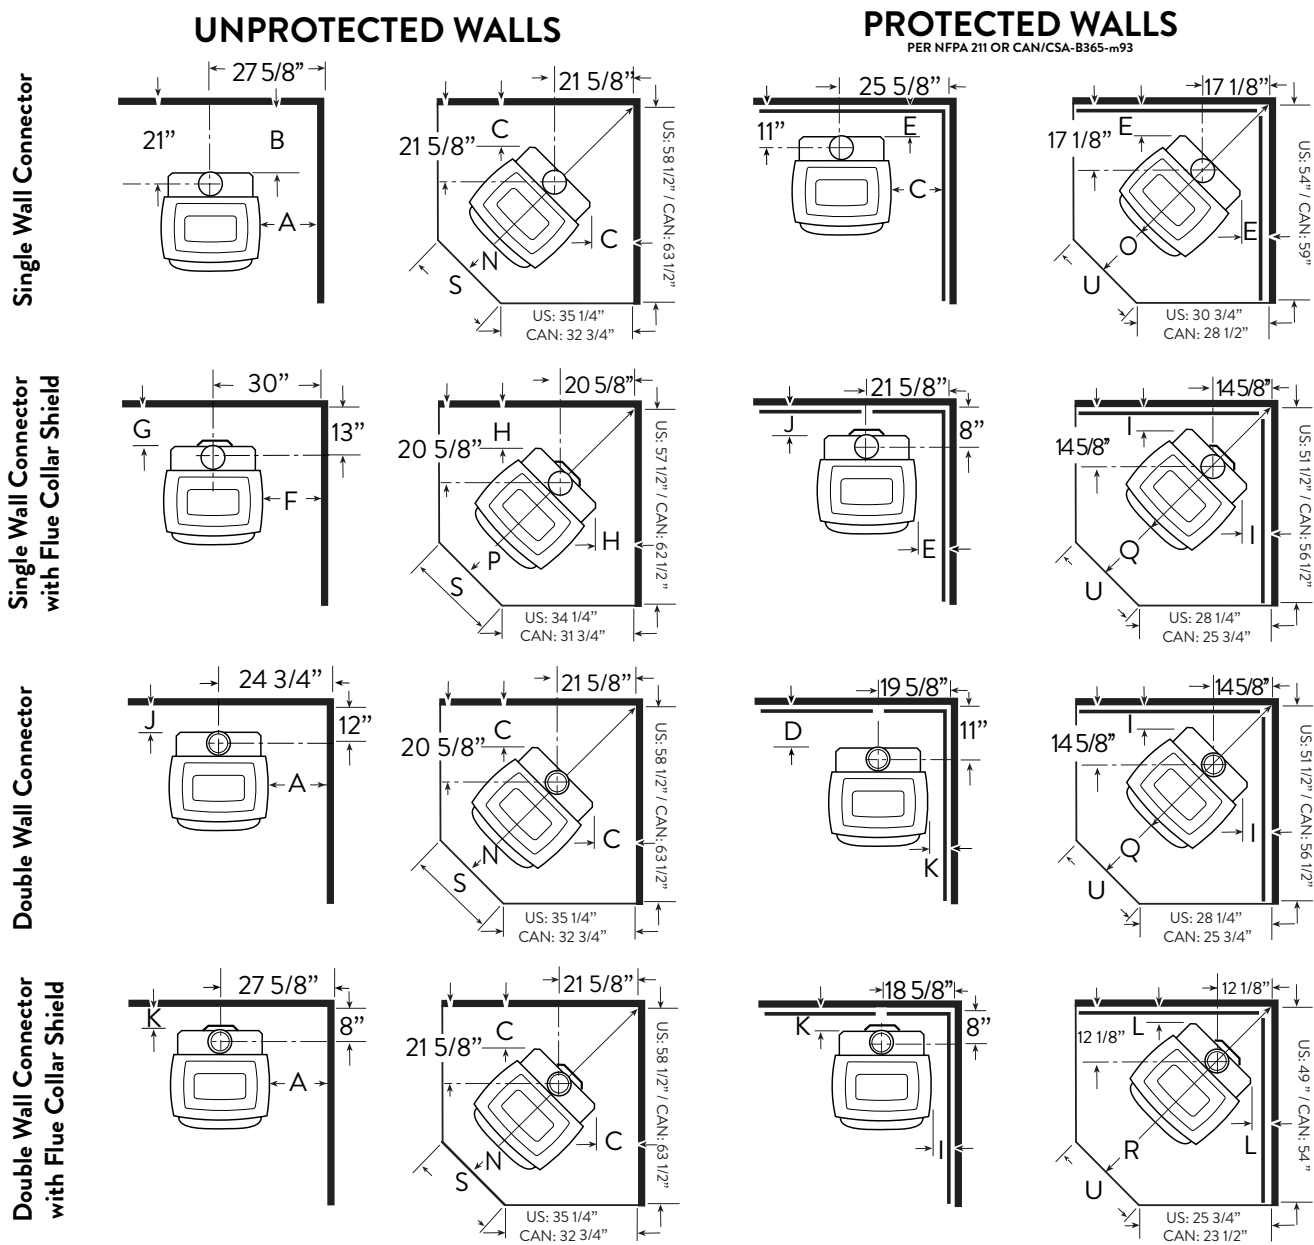 UNPROTECTED WALLS
PROTECTED WALLS
PER NFPA 211 OR CAN/CSA-B365-m93
Single Wall Connector
27 5/8”
21”
B
A
21 5/8”
C
21 5/8”
C
N
S
US: 58 1/2” / CAN: 63 1/2”
US: 35 1/4”
CAN: 32 3/4”
25 5/8”
11”
E
C
17 1/8”
E
17 1/8”
E
O
U
US: 54” / CAN: 59”
US: 30 3/4”
CAN: 28 1/2”
Single Wall Connector
with Flue Collar Shield
30”
G
13”
F
20 5/8”
H
20 5/8”
H
P
S
US: 57 1/2” / CAN: 62 1/2”
US: 34 1/4”
CAN: 31 3/4”
21 5/8”
J
8”
E
14 5/8”
I
14 5/8”
I
Q
U
US: 51 1/2” / CAN: 56 1/2”
US: 28 1/4”
CAN: 25 3/4”
Double Wall Connector
24 3/4”
J
12”
A
21 5/8”
C
20 5/8”
C
N
S
US: 58 1/2” / CAN: 63 1/2”
US: 35 1/4”
CAN: 32 3/4”
19 5/8”
D
11”
K
14 5/8”
I
14 5/8”
I
Q
U
US: 51 1/2” / CAN: 56 1/2”
US: 28 1/4”
CAN: 25 3/4”
Double Wall Connector
with Flue Collar Shield
27 5/8”
K
8”
A
21 5/8”
C
21 5/8”
C
N
S
US: 58 1/2” / CAN: 63 1/2”
US: 35 1/4”
CAN: 32 3/4”
18 5/8”
K
8”
I
12 1/8”
L
12 1/8”
L
R
U
US: 49 ” / CAN: 54 ”
US: 25 3/4”
CAN: 23 1/2”